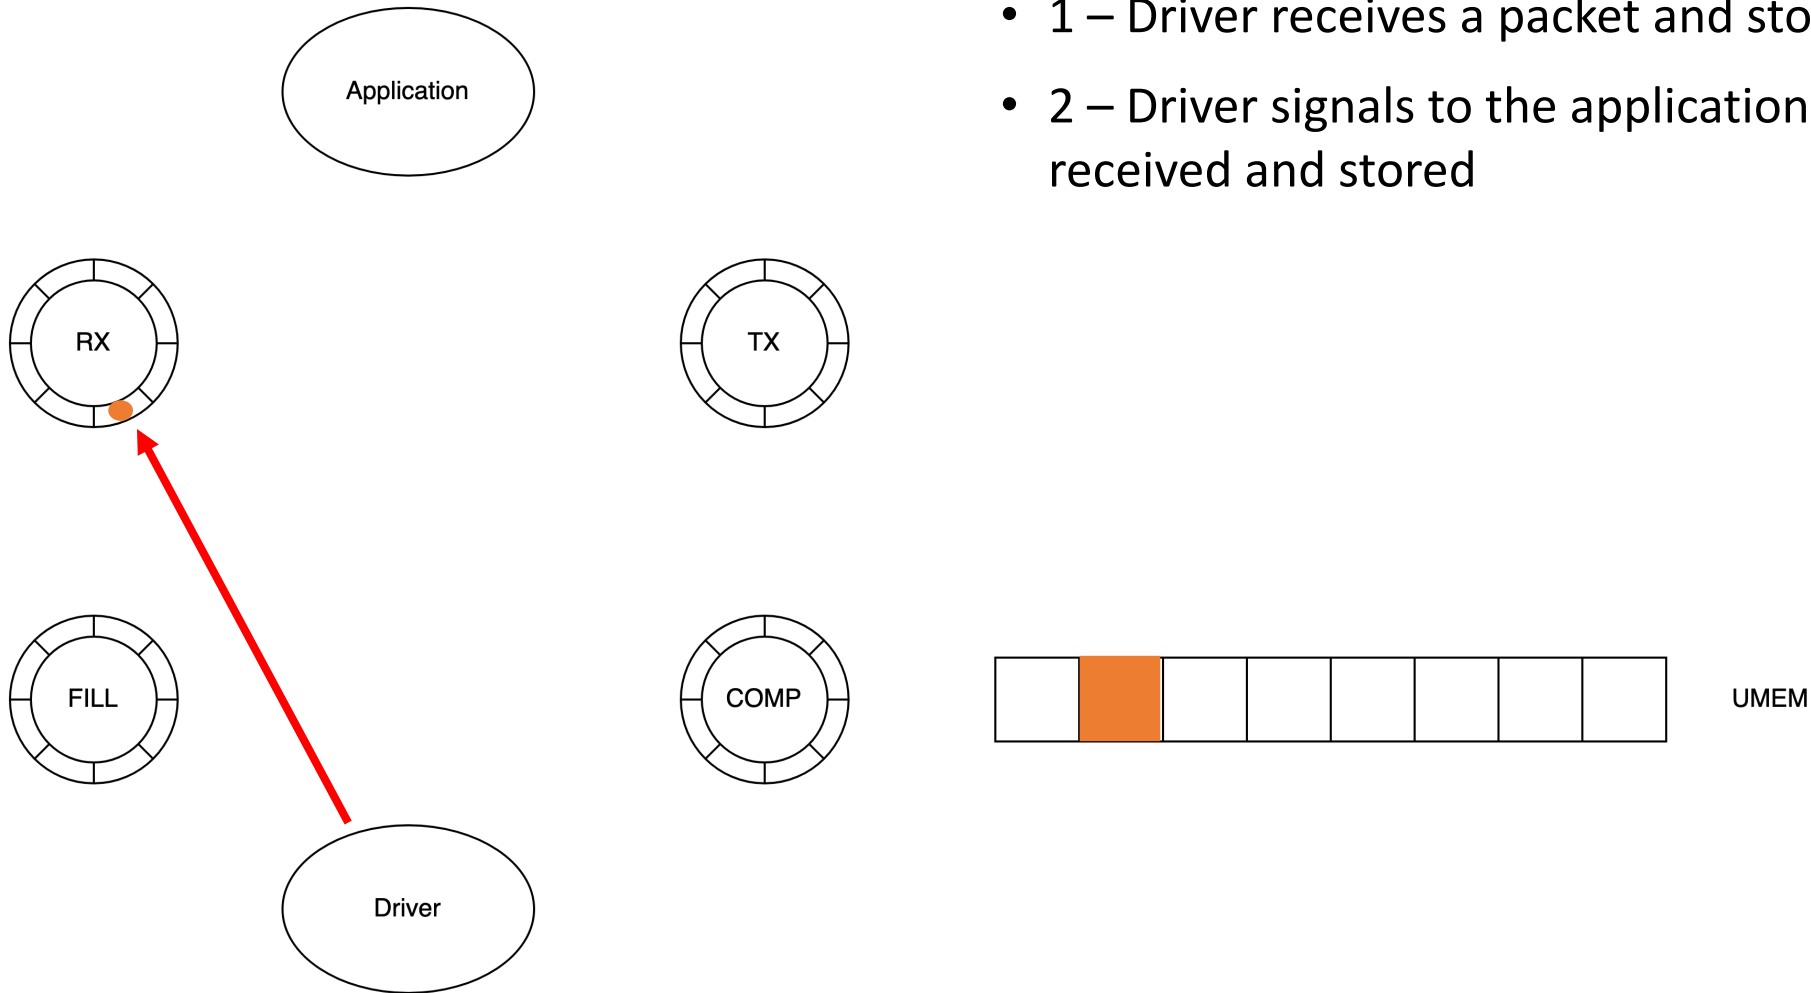 • 1 – Driver receives a packet and sto
• 2 – Driver signals to the application
received and stored
Application
RX
TX
FILL
COMP
UMEM
Driver